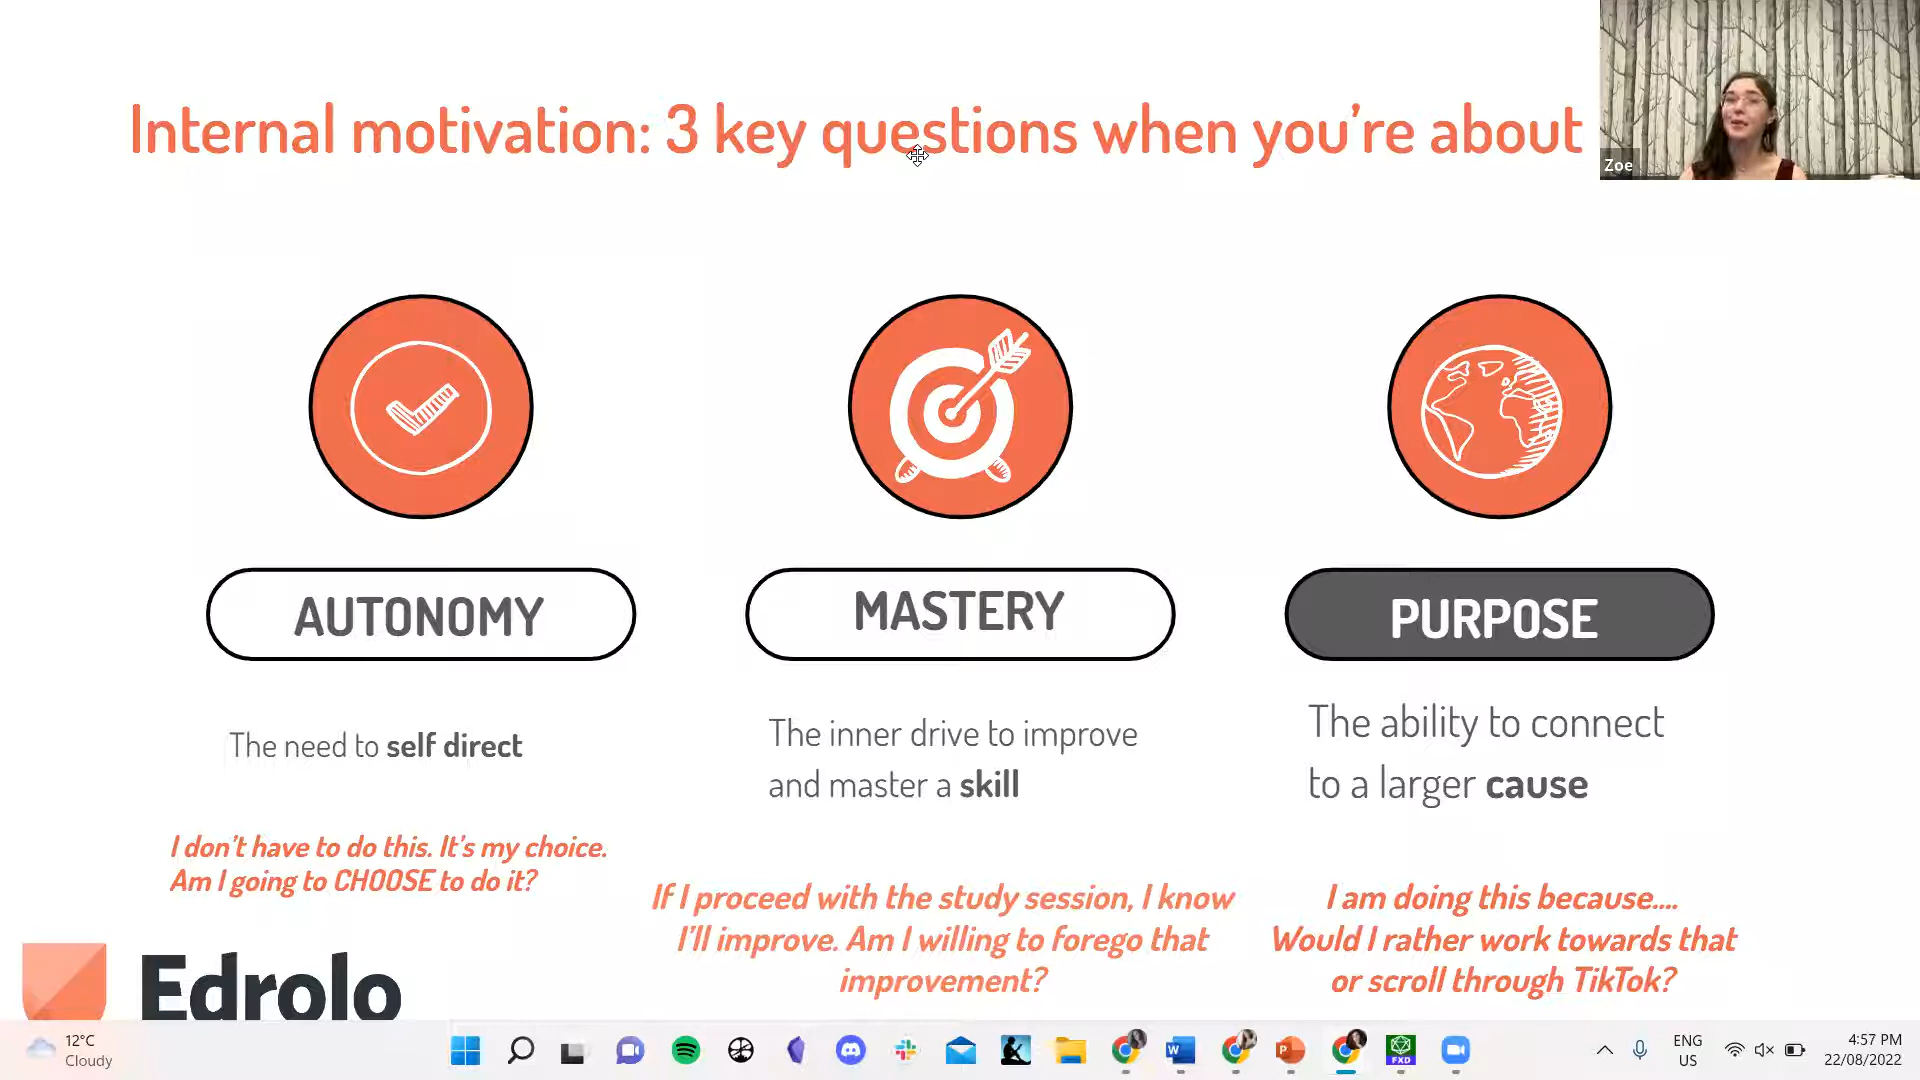 Internal motivation: 3 key questions when you're about
Zoe
AUTONOMY
MASTERY
PURPOSE
The need to self direct
The inner drive to improve
and master a skill
The ability to connect
to a larger cause
I don't have to do this. It's my choice.
Am I going to CHOOSE to do it?
If I proceed with the study session, I know
I'll improve. Am I willing to forego that
improvement?
I am doing this because....
Would I rather work towards that
or scroll through TikTok?
Edrolo
12°C
Cloudy
W
P
FXD
ENG
US
4:57 PM
22/08/2022